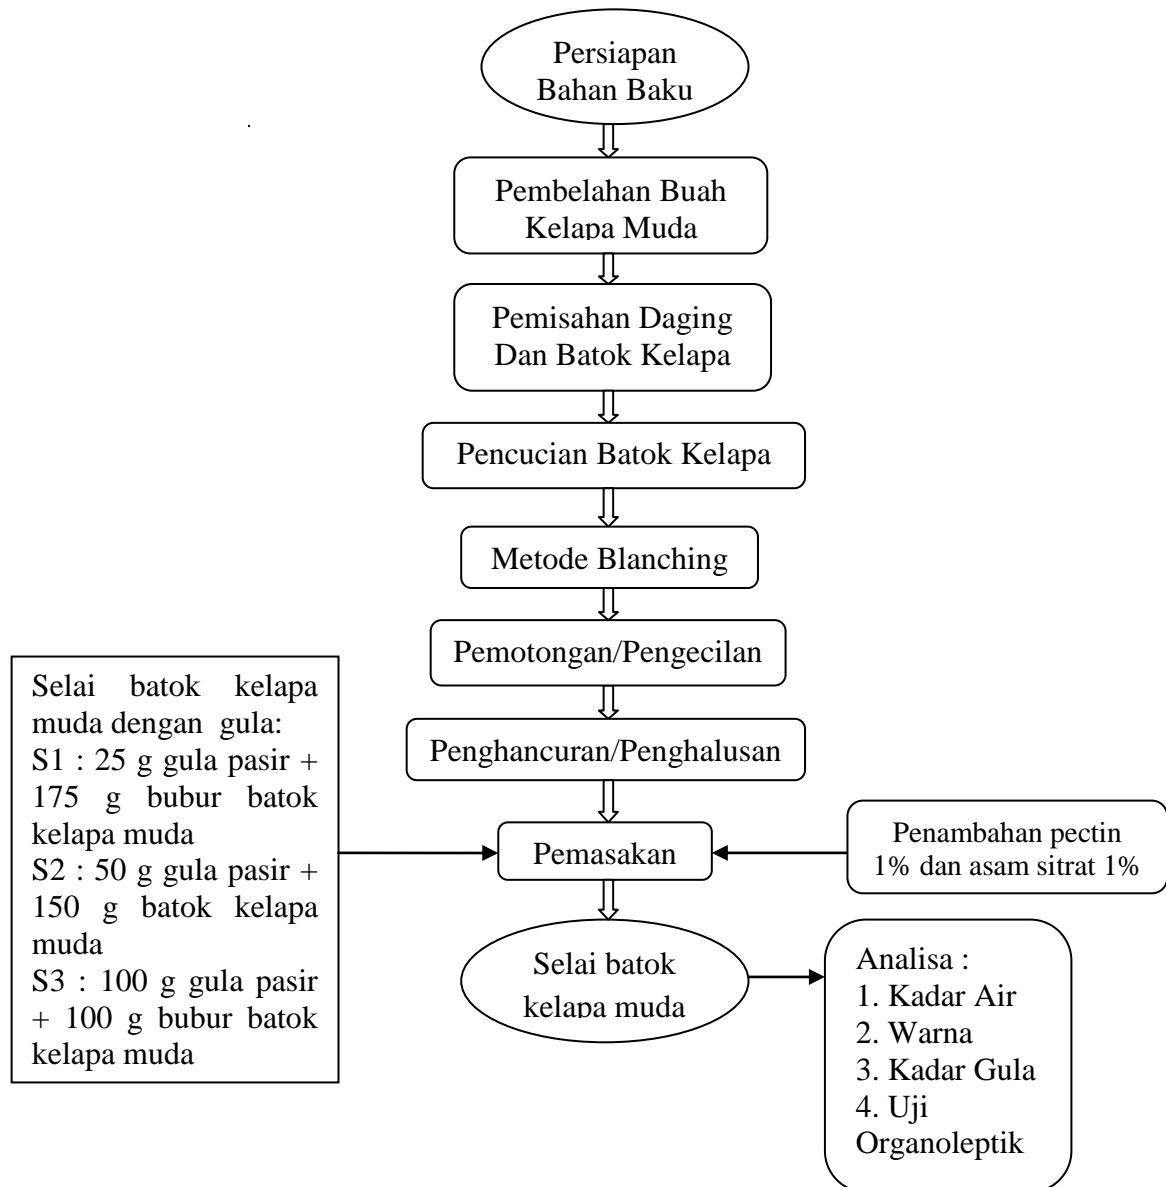 Persiapan
Bahan Baku
Pembelahan Buah
Kelapa Muda
Pemisahan Daging
Dan Batok Kelapa
Pencucian Batok Kelapa
Metode Blanching
Pemotongan/Pengecilan
Penghancuran/Penghalusan
Selai batok kelapa
muda dengan gula:
S1 : 25 g gula pasir +
175 g bubur batok
kelapa muda
S2 : 50 g gula pasir +
150 g batok kelapa
muda
S3 : 100 g gula pasir
+ 100 g bubur batok
kelapa muda
Pemasakan
Penambahan pectin
1% dan asam sitrat 1%
Selai batok
kelapa muda
Analisa :
1. Kadar Air
2. Warna
3. Kadar Gula
4. Uji
Organoleptik